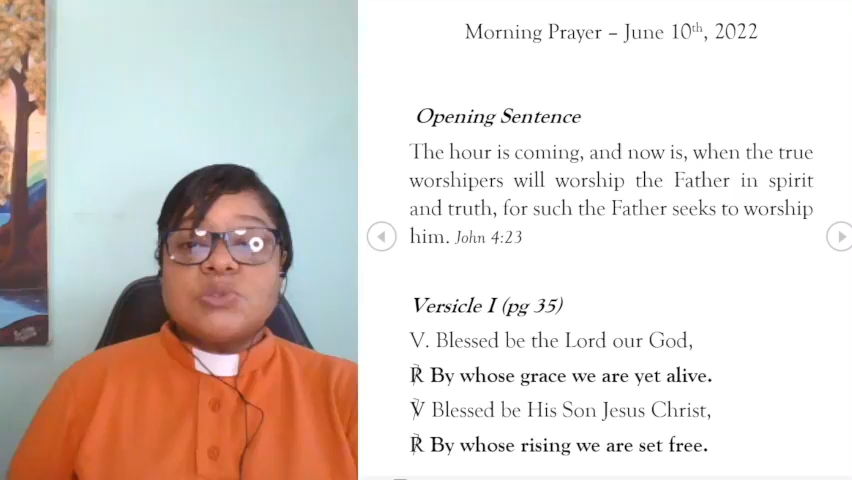 Morning Prayer – June 10th, 2022
Opening Sentence
The hour is coming, and now is, when the true
worshipers will worship the Father in spirit
and truth, for such the Father seeks to worship
him. John 4:23
Versicle I (pg 35)
V. Blessed be the Lord our God,
℟ By whose grace we are yet alive.
℣ Blessed be His Son Jesus Christ,
℟ By whose rising we are set free.